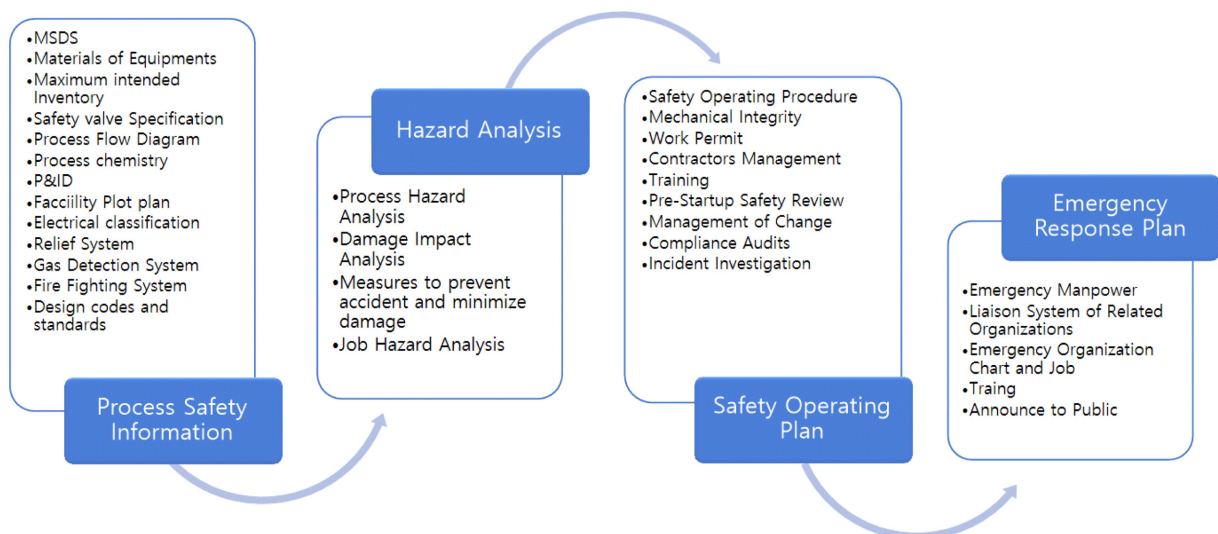 •MSDS
•Materials of Equipments
•Maximum intended
Inventory
•Safety valve Specification
•Process Flow Diagram
•Process chemistry
•P&ID
•Facciility Plot plan
•Electrical classification
•Relief System
•Gas Detection System
•Fire Fighting System
•Design codes and
standards
Process Safety
Information
Hazard Analysis
•Process Hazard
Analysis
•Damage Impact
Analysis
•Measures to prevent
accident and minimize
damage
•Job Hazard Analysis
•Safety Operating Procedure
•Mechanical Integrity
•Work Permit
•Contractors Management
•Training
•Pre-Startup Safety Review
•Management of Change
•Compliance Audits
•Incident Investigation
Safety Operating
Plan
Emergency
Response Plan
•Emergency Manpower
•Liaison System of Related
Organizations
•Emergency Organization
Chart and Job
•Traing
•Announce to Public